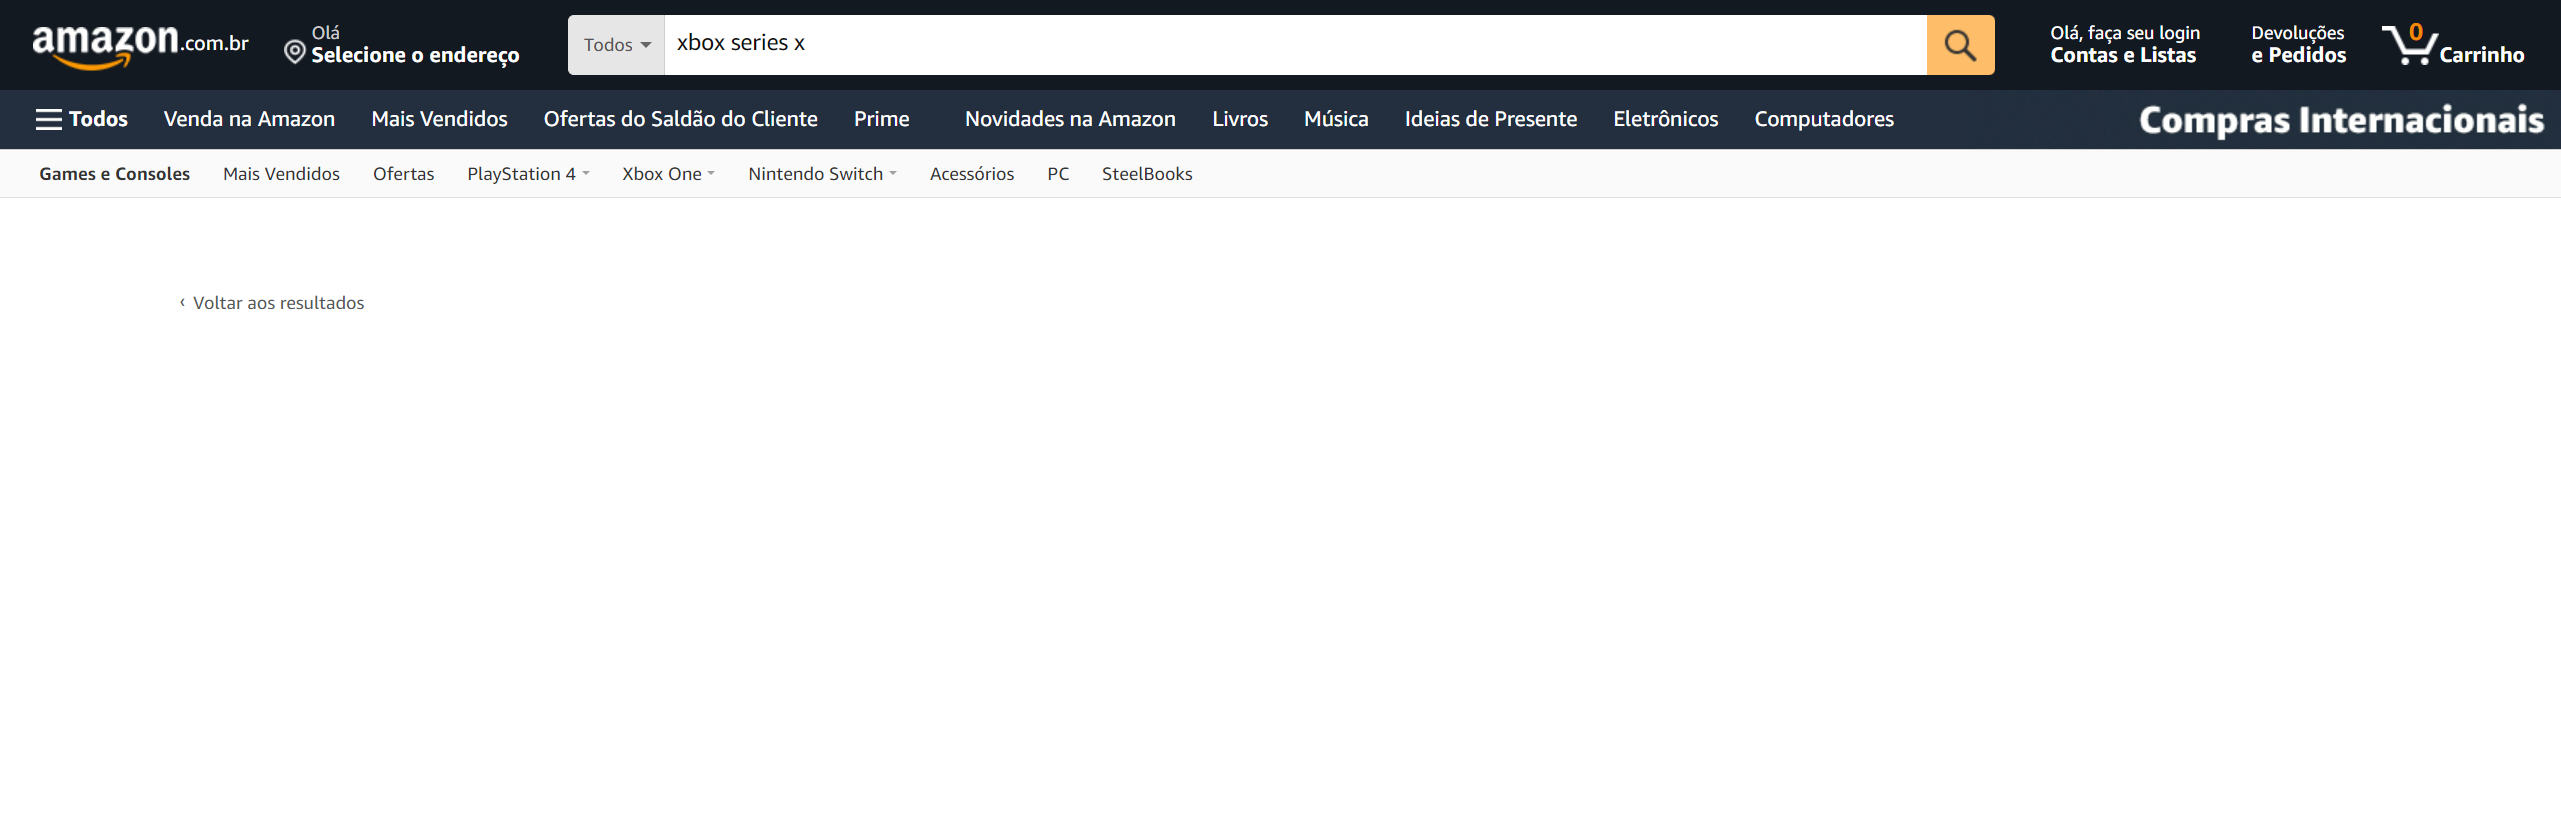 amazon.com.br
Olá
Selecione o endereço
Todos
xbox series x
Olá, faça seu login
Contas e Listas
Devoluções
e Pedidos
0
Carrinho
Todos Venda na Amazon Mais Vendidos Ofertas do Saldão do Cliente Prime Novidades na Amazon Livros Música Ideias de Presente Eletrônicos Computadores Compras Internacionais
Games e Consoles Mais Vendidos Ofertas PlayStation 4 Xbox One Nintendo Switch Acessórios PC SteelBooks
‹ Voltar aos resultados